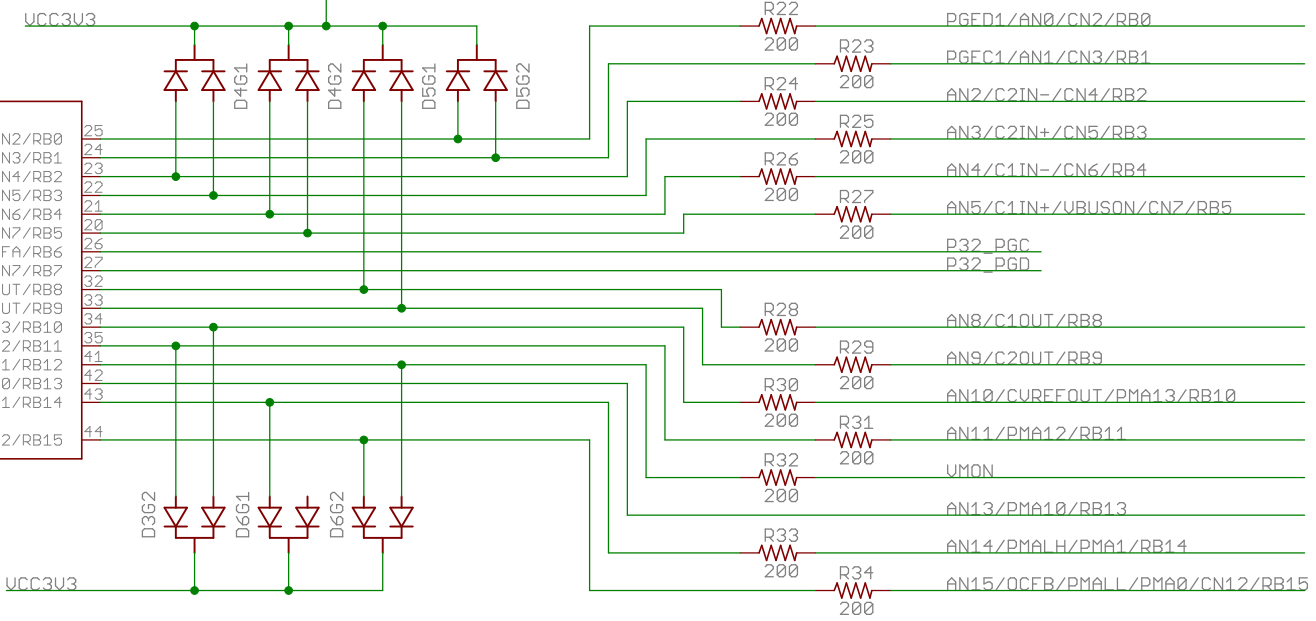 VCC3V3
R22
PGED1/AN0/CN2/RB0
200
R23
PGEC1/AN1/CN3/RB1
200
D4G1
D4G2
D5G1
D5G2
R24
AN2/C2IN-/CN4/RB2
200
R25
AN3/C2IN+/CN5/RB3
200
N2/RB0
25
N3/RB1
24
R26
AN4/C1IN-/CN6/RB4
200
N4/RB2
23
N5/RB3
22
R27
AN5/C1IN+/VBUSON/CN7/RB5
200
N6/RB4
21
N7/RB5
20
FA/RB6
26
P32_PGC
N7/RB7
27
P32_PGD
UT/RB8
32
UT/RB9
33
R28
AN8/C1OUT/RB8
200
3/RB10
34
2/RB11
35
R29
AN9/C2OUT/RB9
200
1/RB12
41
0/RB13
42
R30
AN10/CVREFOUT/PMA13/RB10
200
1/RB14
43
R31
AN11/PMA12/RB11
200
2/RB15
44
R32
VMON
200
D3G2
D6G1
D6G2
AN13/PMA10/RB13
R33
AN14/PMALH/PMA1/RB14
200
VCC3V3
R34
AN15/OCFB/PMALL/PMA0/CN12/RB15
200